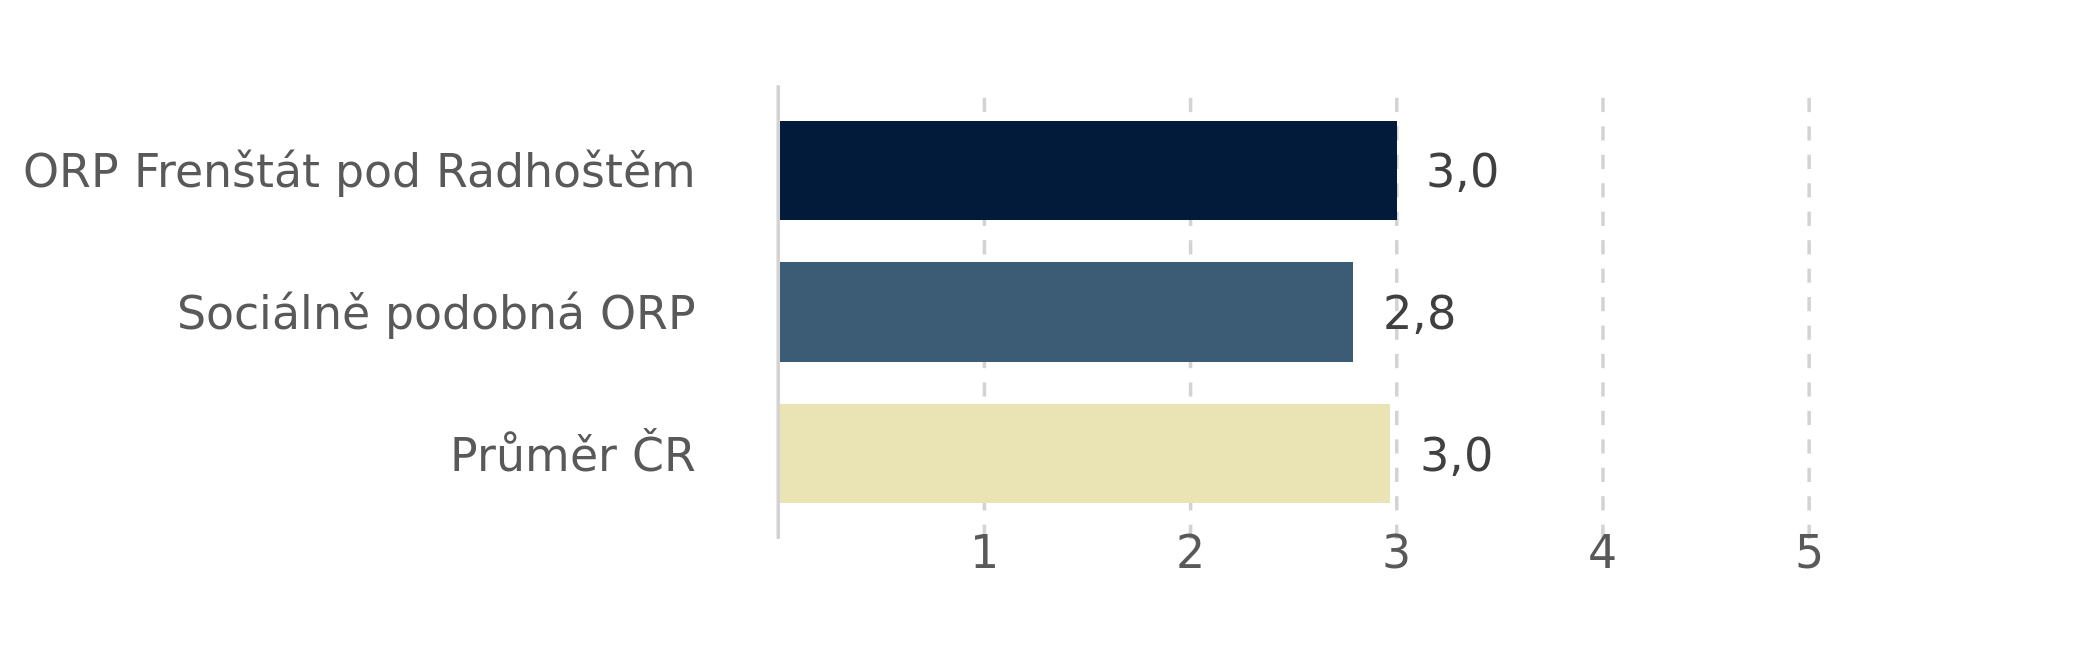 ORP Frenštát pod Radhoštěm 3,0
Sociálně podobná ORP 2,8
Průměr ČR 3,0
1 2 3 4 5